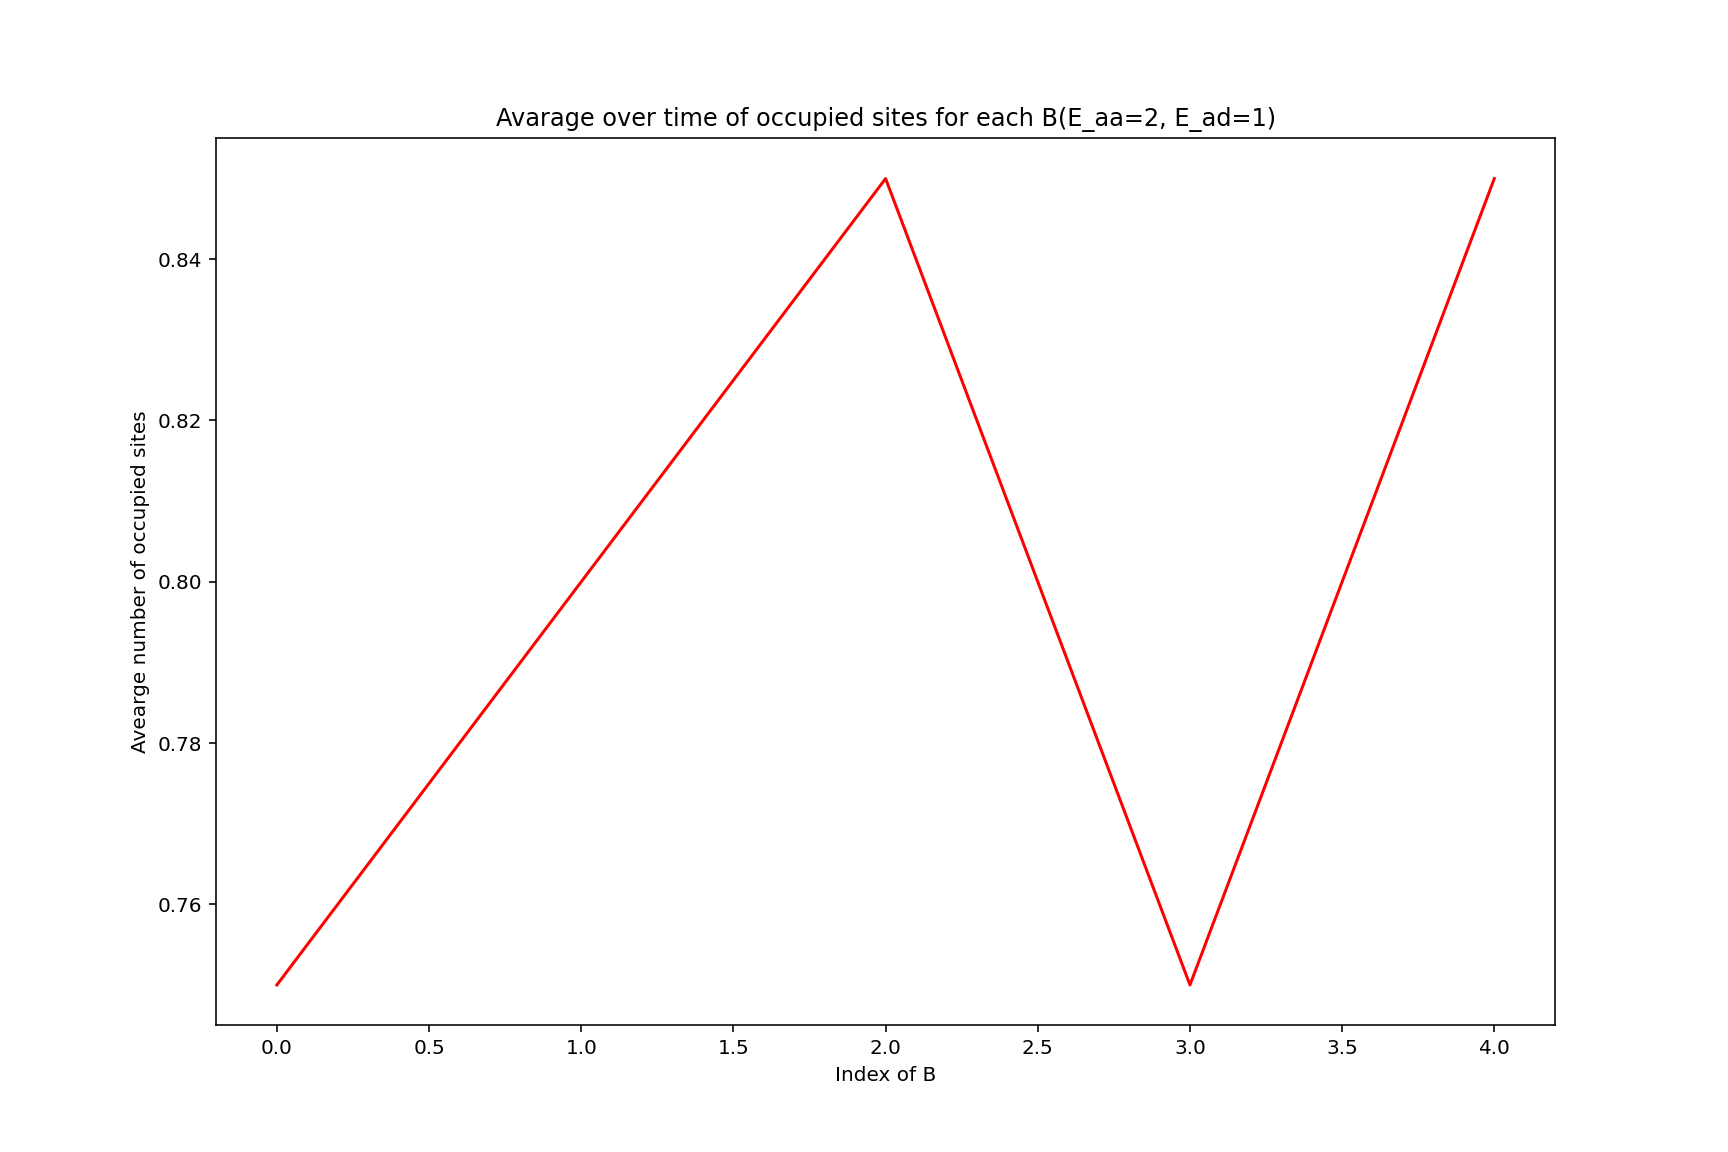 Avarage over time of occupied sites for each B(E_aa=2, E_ad=1)
Avearge number of occupied sites
0.84
0.82
0.80
0.78
0.76
0.0 0.5 1.0 1.5 2.0 2.5 3.0 3.5 4.0
Index of B